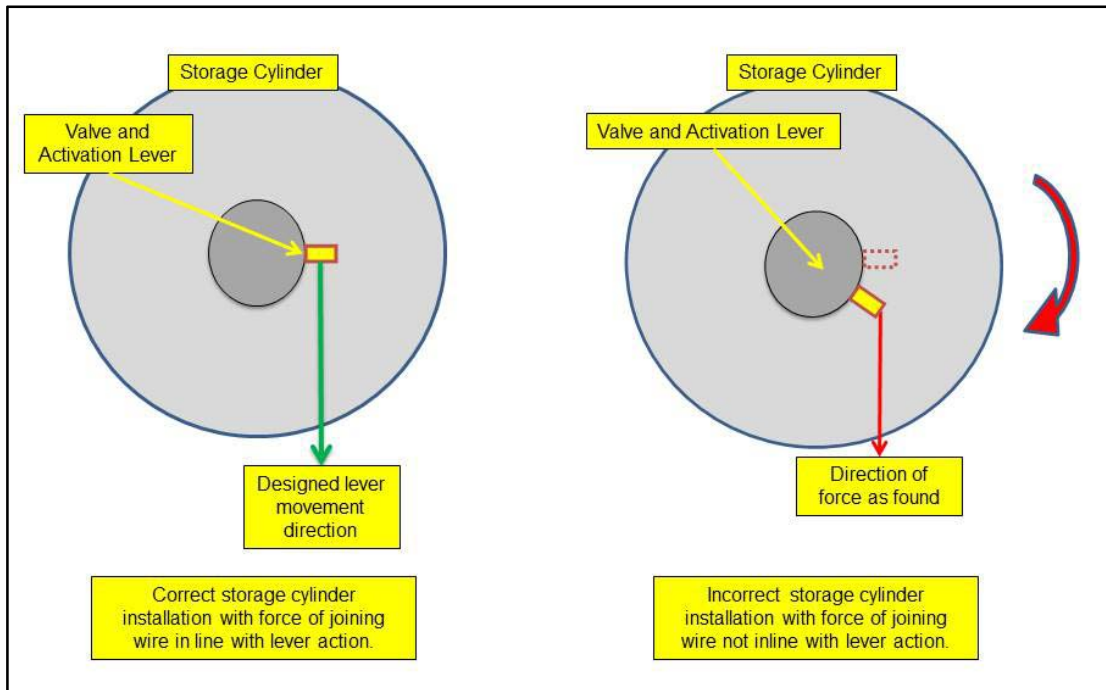 Storage Cylinder
Valve and
Activation Lever
Designed lever
movement
direction
Correct storage cylinder
installation with force of joining
wire in line with lever action.
Storage Cylinder
Valve and Activation Lever
Direction of
force as found
Incorrect storage cylinder
installation with force of joining
wire not inline with lever action.